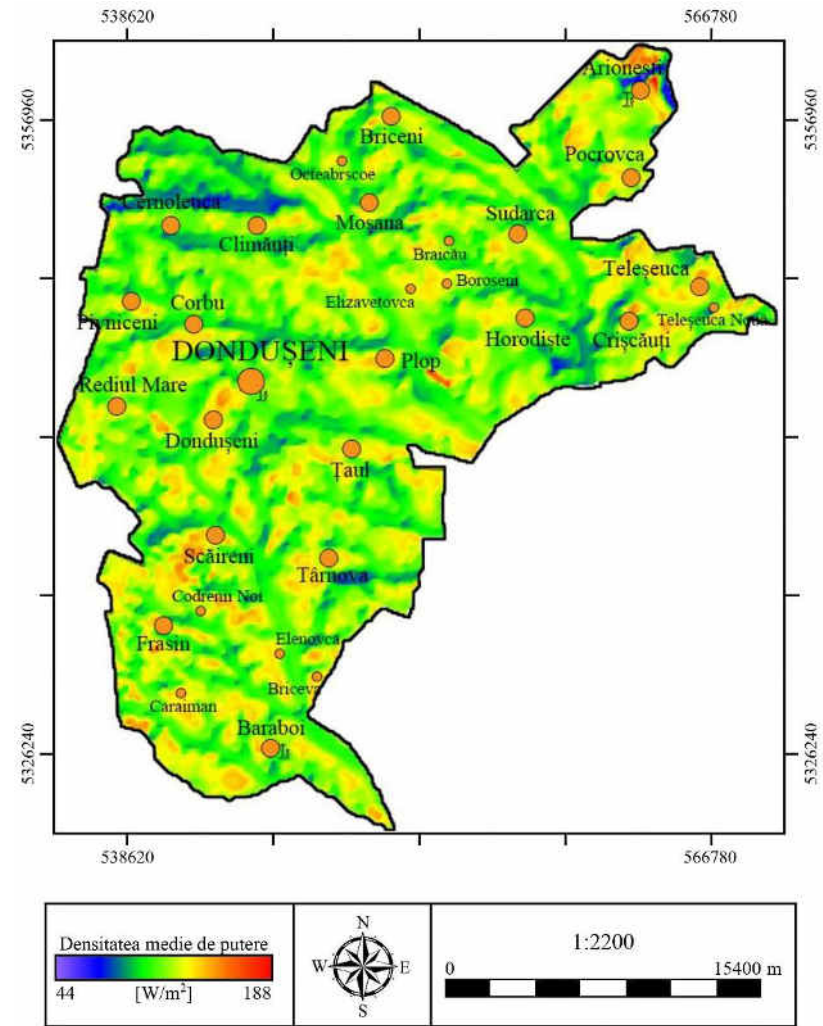 538620 566780
5356960 5356960
Arionești
Briceni
Pocrovca
Octeabrscoe
Cernoleuca
Moșana
Sudarca
Climăuți
Braicău
Teleșeuca
Boroseni
Elizavetovca
Pivniceni
Corbu
Teleșeuca Nouă
Horodiște
Crișcăuți
DONDUȘENI
Plop
Rediul Mare
Dondușeni
Țaul
Scăireni
Târnova
Codrenii Noi
Frasin
Elenovca
Briceva
Caraiman
Baraboi
5326240 5326240
538620 566780
Densitatea medie de putere
44 [W/m²] 188
N
W E
S
1:2200
0 15400 m